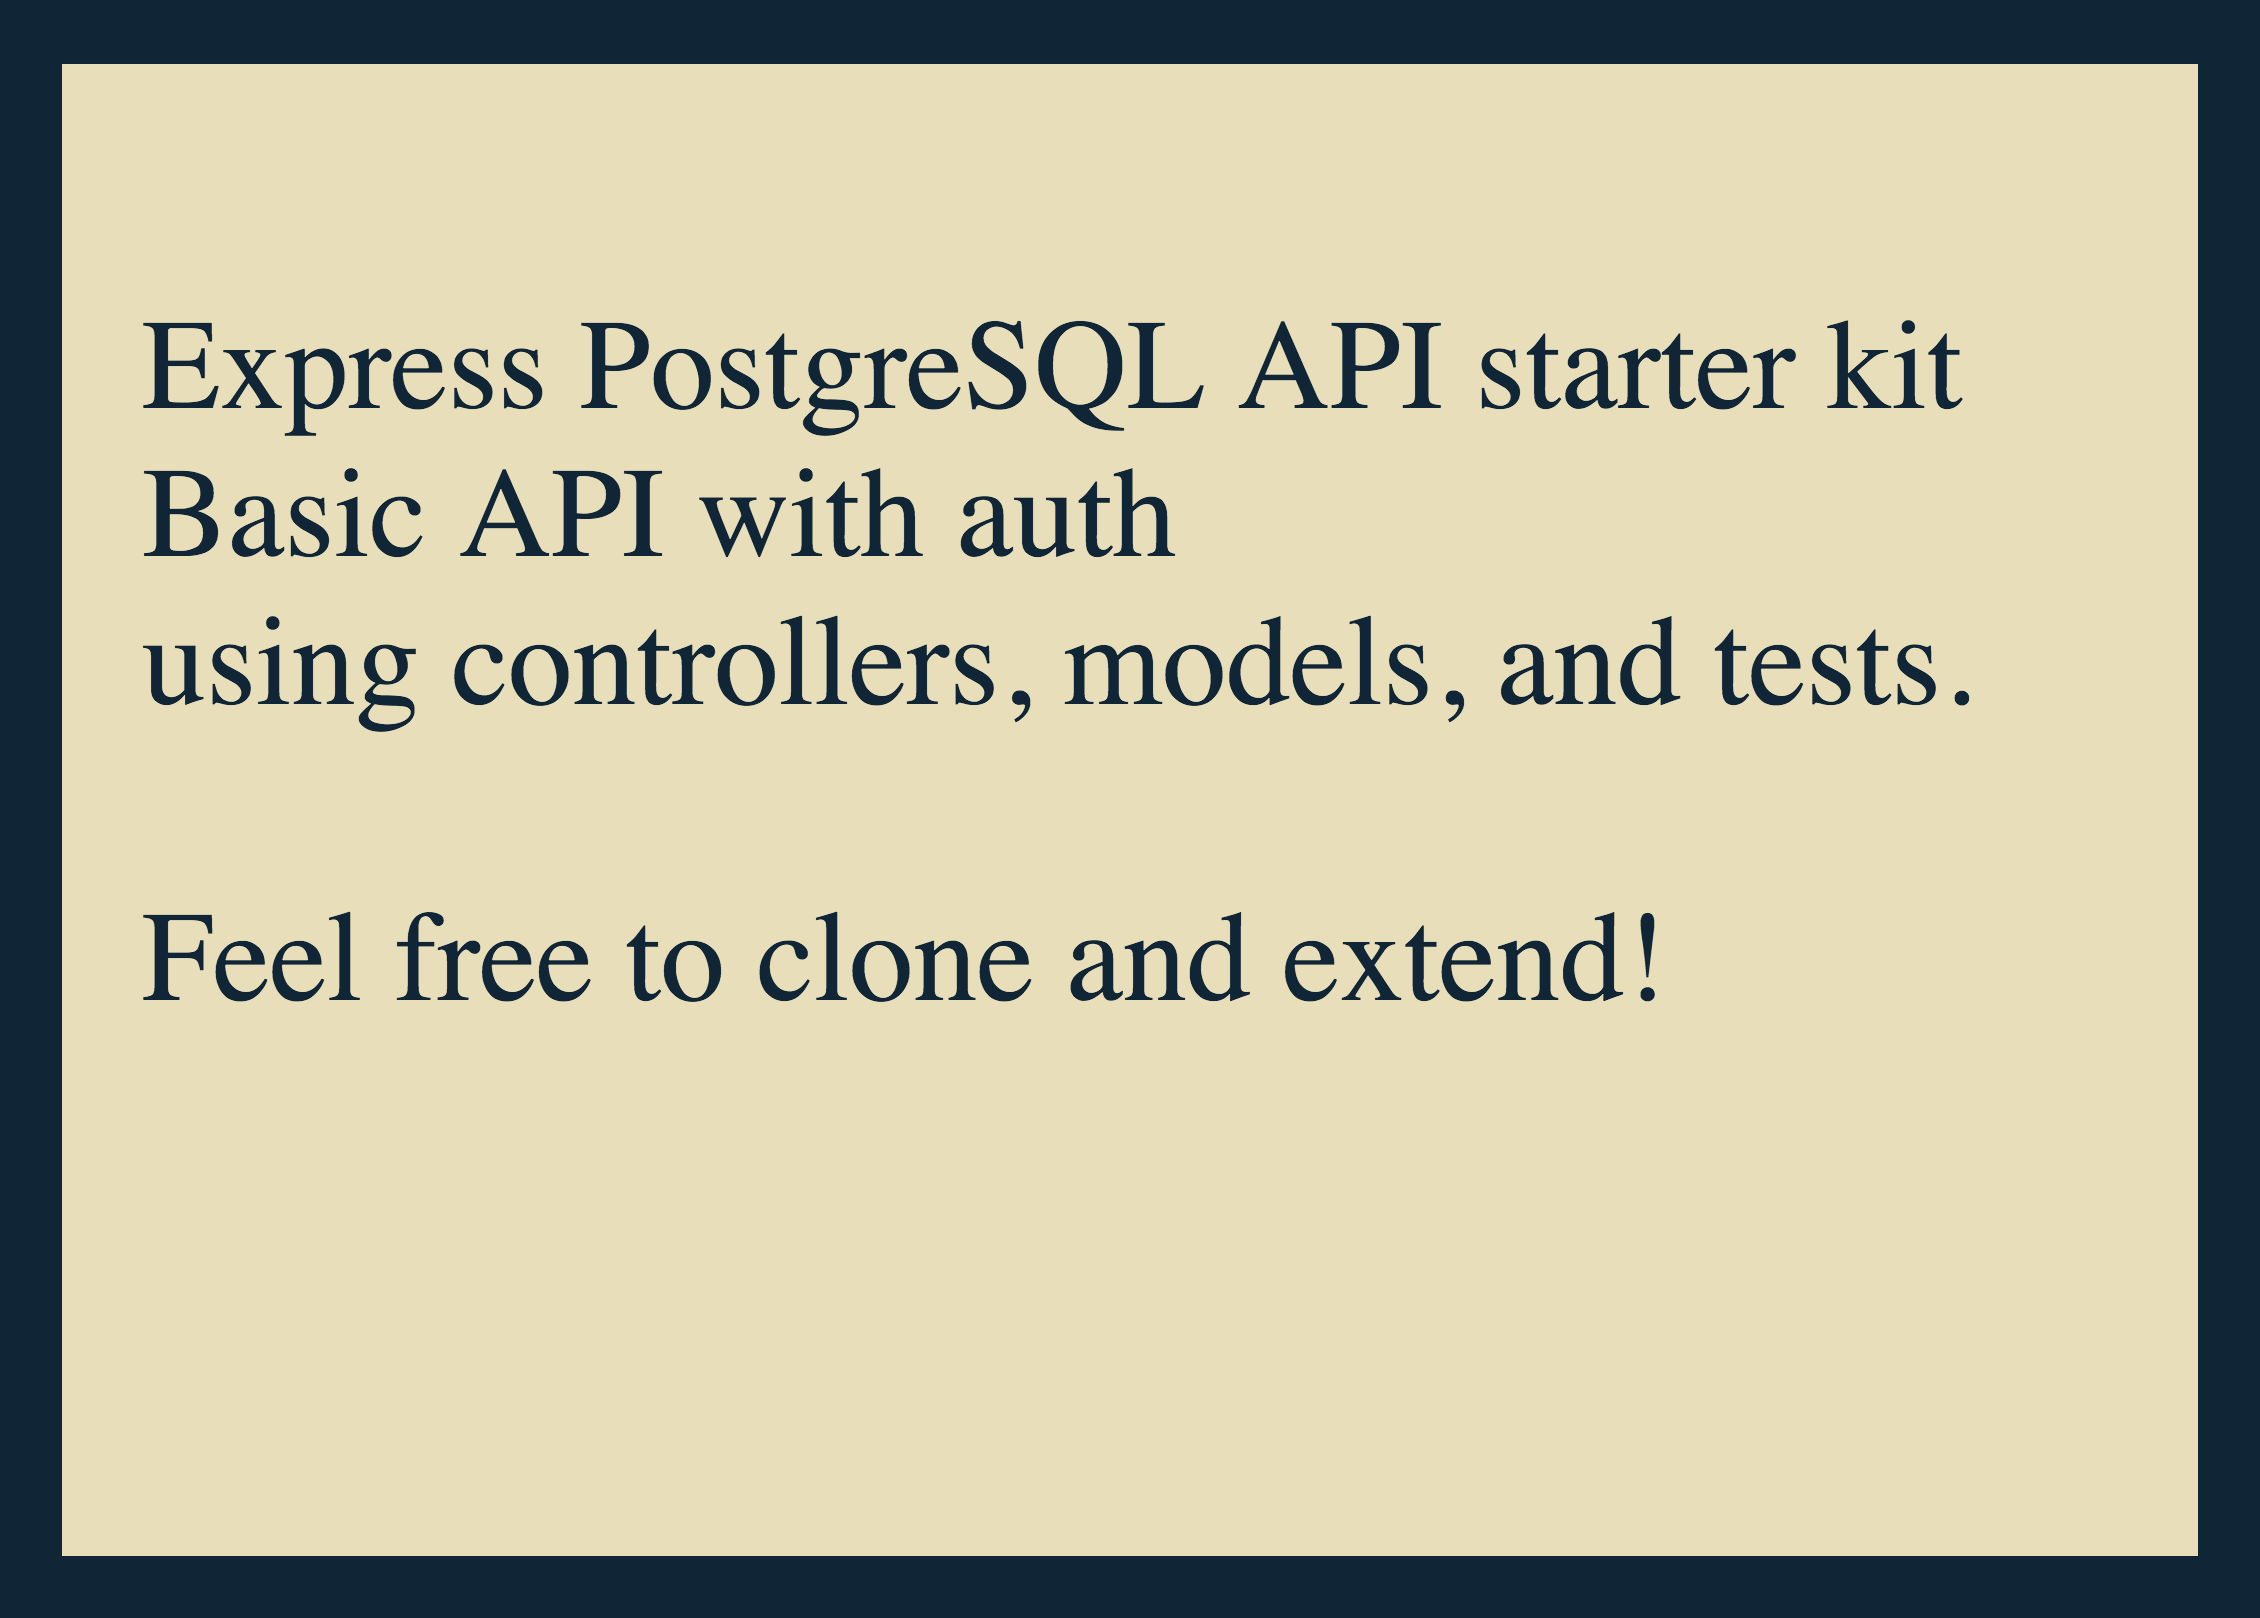 Express PostgreSQL API starter kit
Basic API with auth
using controllers, models, and tests.
Feel free to clone and extend!